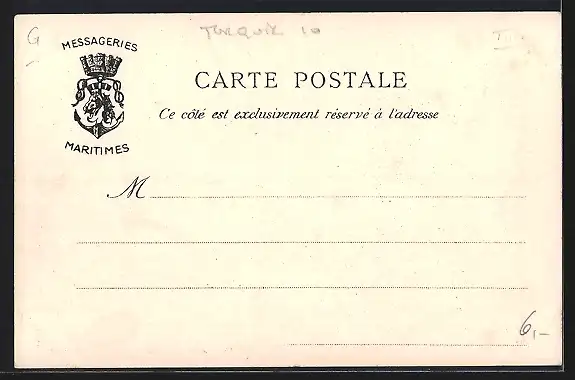 G
TURQUIE 10
MESSAGERIES
MARITIMES
CARTE POSTALE
Ce côté est exclusivement réservé à l'adresse
M
6,-